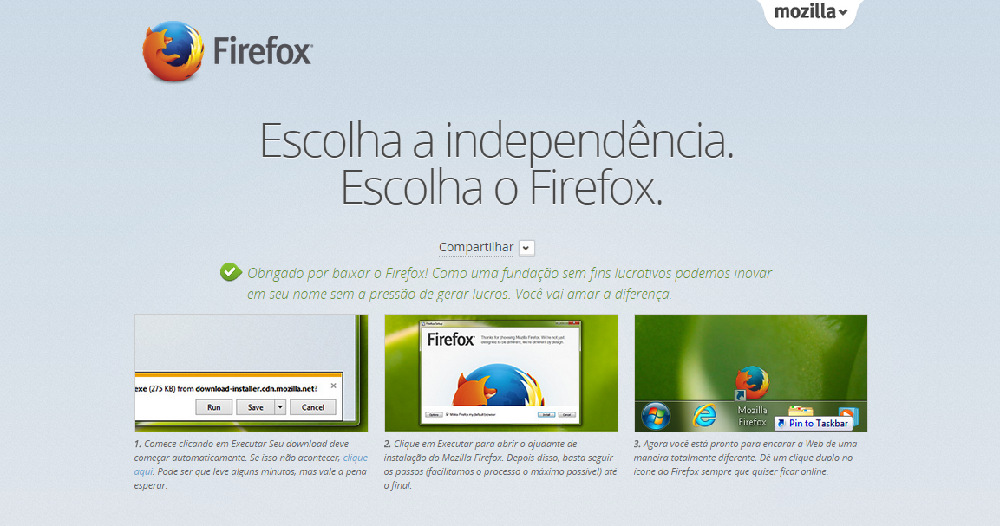 mozilla
Firefox
Escolha a independência.
Escolha o Firefox.
Compartilhar
Obrigado por baixar o Firefox! Como uma fundação sem fins lucrativos podemos inovar
em seu nome sem a pressão de gerar lucros. Você vai amar a diferença.
exe (275 KB) from download-installer.cdn.mozilla.net?
Run Save Cancel
Firefox Setup
Firefox
Thanks for choosing Mozilla Firefox. We're not just
designed to be different, we're different by design.
Options Make Firefox my default browser Install Cancel
Mozilla
Firefox
Pin to Taskbar
1. Comece clicando em Executar Seu download deve
começar automaticamente. Se isso não acontecer, clique
aqui. Pode ser que leve alguns minutos, mas vale a pena
esperar.
2. Clique em Executar para abrir o ajudante de
instalação do Mozilla Firefox. Depois disso, basta seguir
os passos (facilitamos o processo o máximo possível) até
o final.
3. Agora você está pronto para encarar a Web de uma
maneira totalmente diferente. Dê um clique duplo no
ícone do Firefox sempre que quiser ficar online.